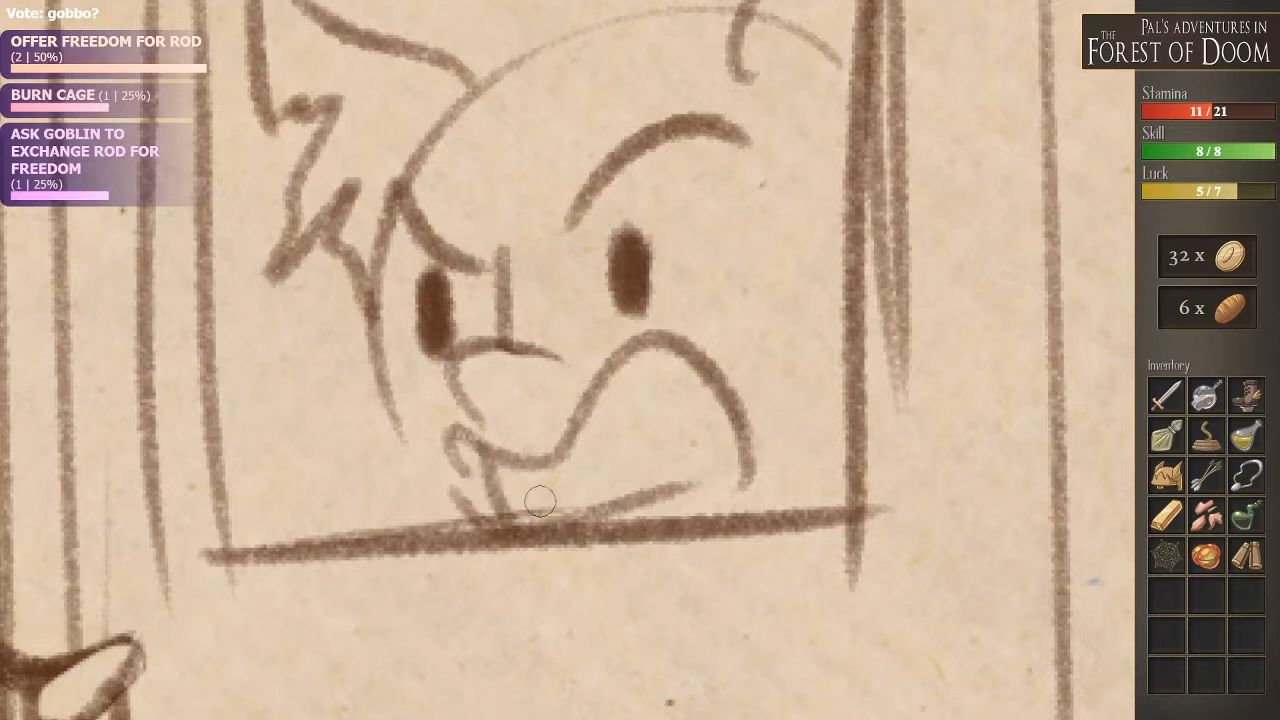 Vote: gobbo?
OFFER FREEDOM FOR ROD
(2 | 50%)
BURN CAGE (1 | 25%)
ASK GOBLIN TO
EXCHANGE ROD FOR
FREEDOM
(1 | 25%)
PAL'S ADVENTURES IN
THE FOREST OF DOOM
Stamina
11 / 21
Skill
8 / 8
Luck
5 / 7
32 x
6 x
Inventory